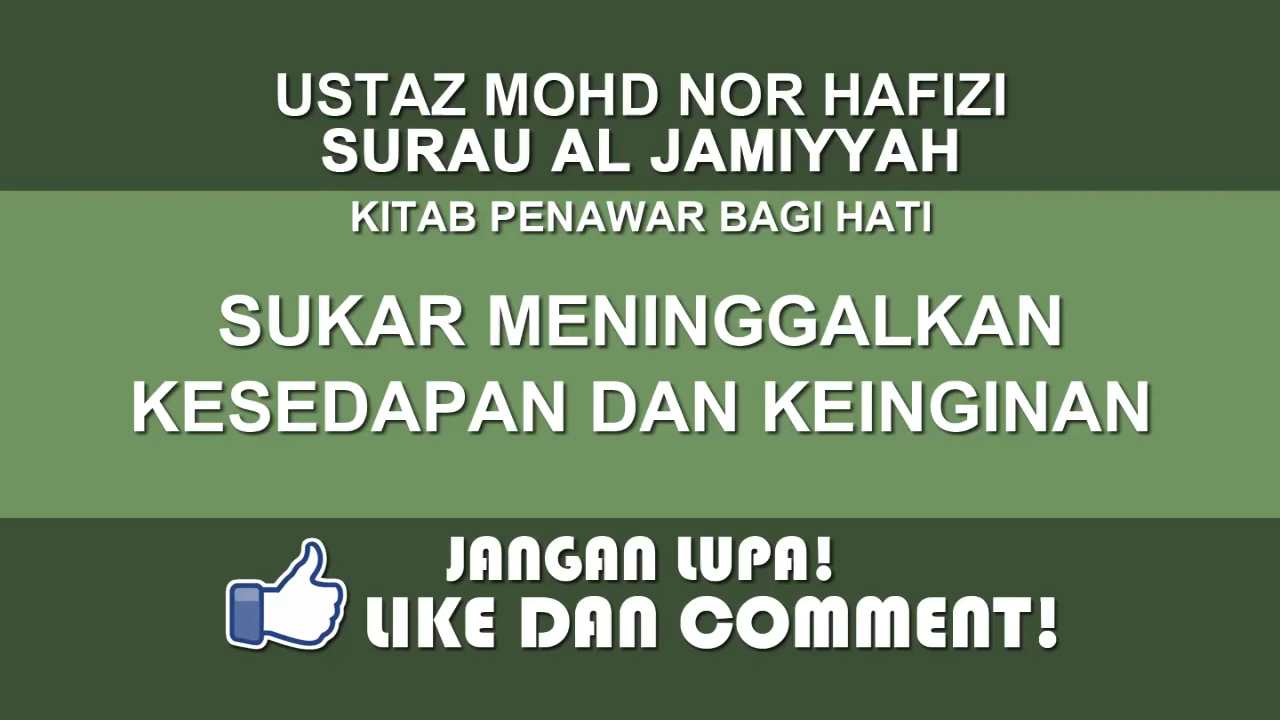 USTAZ MOHD NOR HAFIZI
SURAU AL JAMIYYAH
KITAB PENAWAR BAGI HATI
SUKAR MENINGGALKAN
KESEDAPAN DAN KEINGINAN
JANGAN LUPA!
LIKE DAN COMMENT!